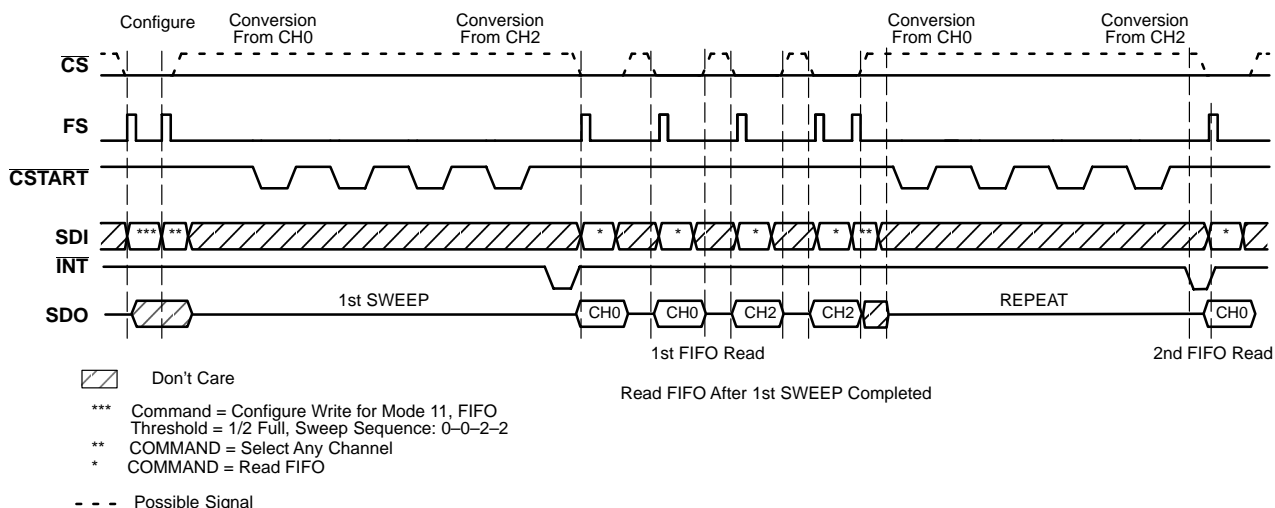 Configure
Conversion
From CH0
Conversion
From CH2
Conversion
From CH0
Conversion
From CH2
CS
FS
CSTART
SDI
*** ** * * * * ** *
INT
1st SWEEP
REPEAT
SDO
CH0 CH0 CH2 CH2 CH0
1st FIFO Read
2nd FIFO Read
Don't Care
Read FIFO After 1st SWEEP Completed
*** Command = Configure Write for Mode 11, FIFO
Threshold = 1/2 Full, Sweep Sequence: 0–0–2–2
** COMMAND = Select Any Channel
* COMMAND = Read FIFO
Possible Signal